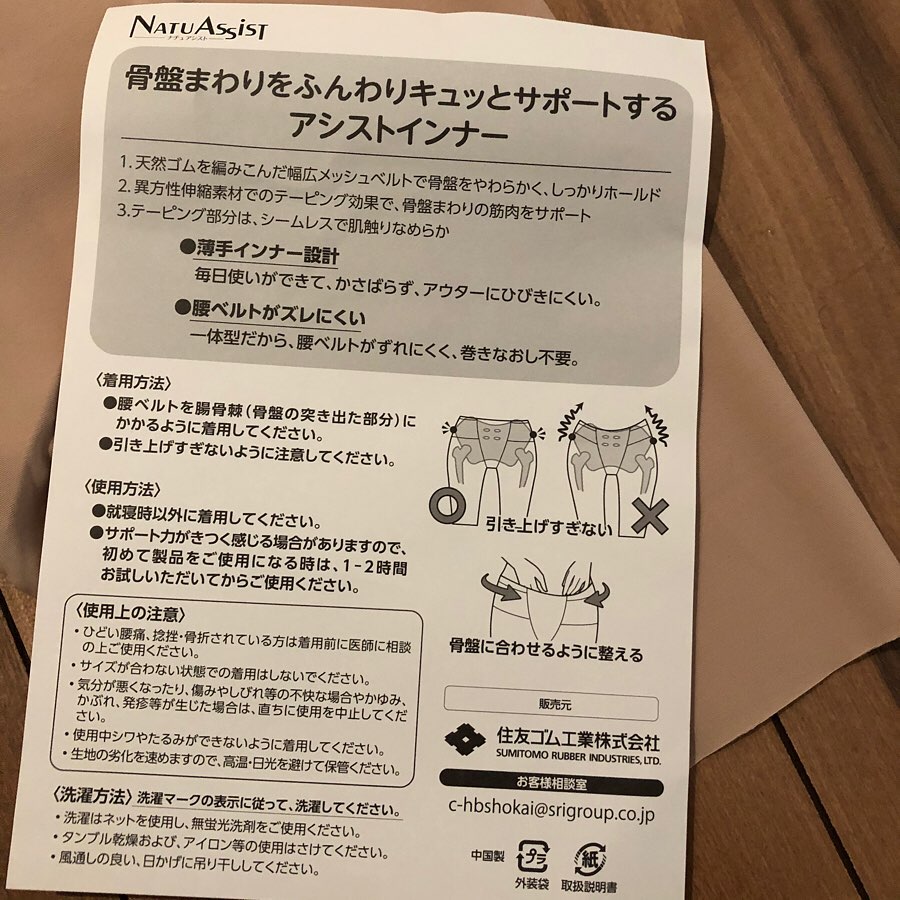 NATUASSIST
ナチュアシスト
骨盤まわりをふんわりキュッとサポートする
アシストインナー
1.天然ゴムを編みこんだ幅広メッシュベルトで骨盤をやわらかく、しっかりホールド
2.異方性伸縮素材でのテーピング効果で、骨盤まわりの筋肉をサポート
3.テーピング部分は、シームレスで肌触りなめらか
●薄手インナー設計
毎日使いができて、かさばらず、アウターにひびきにくい。
●腰ベルトがズレにくい
一体型だから、腰ベルトがずれにくく、巻きなおし不要。
〈着用方法〉
●腰ベルトを腸骨棘(骨盤の突き出た部分)に
かかるように着用してください。
●引き上げすぎないように注意してください。
〈使用方法〉
●就寝時以外に着用してください。
●サポート力がきつく感じる場合がありますので、
初めて製品をご使用になる時は、1-2時間
お試しいただいてからご使用ください。
〈使用上の注意〉
・ひどい腰痛、捻挫・骨折されている方は着用前に医師に相談
の上ご使用ください。
・サイズが合わない状態での着用はしないでください。
・気分が悪くなったり、傷みやしびれ等の不快な場合やかゆみ、
かぶれ、発疹等が生じた場合は、直ちに使用を中止してくだ
さい。
・使用中シワやたるみができないように着用してください。
・生地の劣化を速めますので、高温・日光を避けて保管ください。
〈洗濯方法〉洗濯マークの表示に従って、洗濯してください。
・洗濯はネットを使用し、無蛍光洗剤をご使用ください。
・タンブル乾燥および、アイロン等の使用はさけてください。
・風通しの良い、日かげに吊り干ししてください。
引き上げすぎない
骨盤に合わせるように整える
販売元
住友ゴム工業株式会社
SUMITOMO RUBBER INDUSTRIES, LTD.
お客様相談室
c-hbshokai@srigroup.co.jp
中国製
プラ
外装袋
紙
取扱説明書